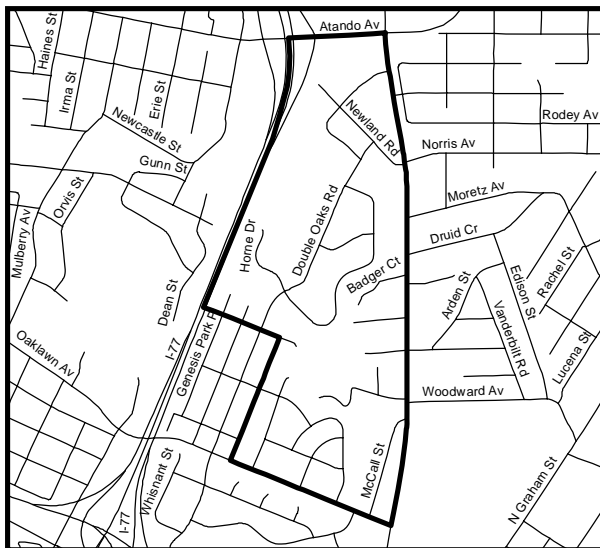 Atando Av
Haines St
Irma St
Erie St
Newcastle St
Gunn St
Newland Rd
Rodey Av
Norris Av
Orvis St
Mulberry Av
Double Oaks Rd
Moretz Av
Horne Dr
Druid Cr
Badger Ct
Dean St
Arden St
Edison St
Rachel St
Vanderbilt Rd
Oaklawn Av
I-77
Genesis Park
Lucena St
Woodward Av
McCall St
Whisnant St
N Graham St
I-77